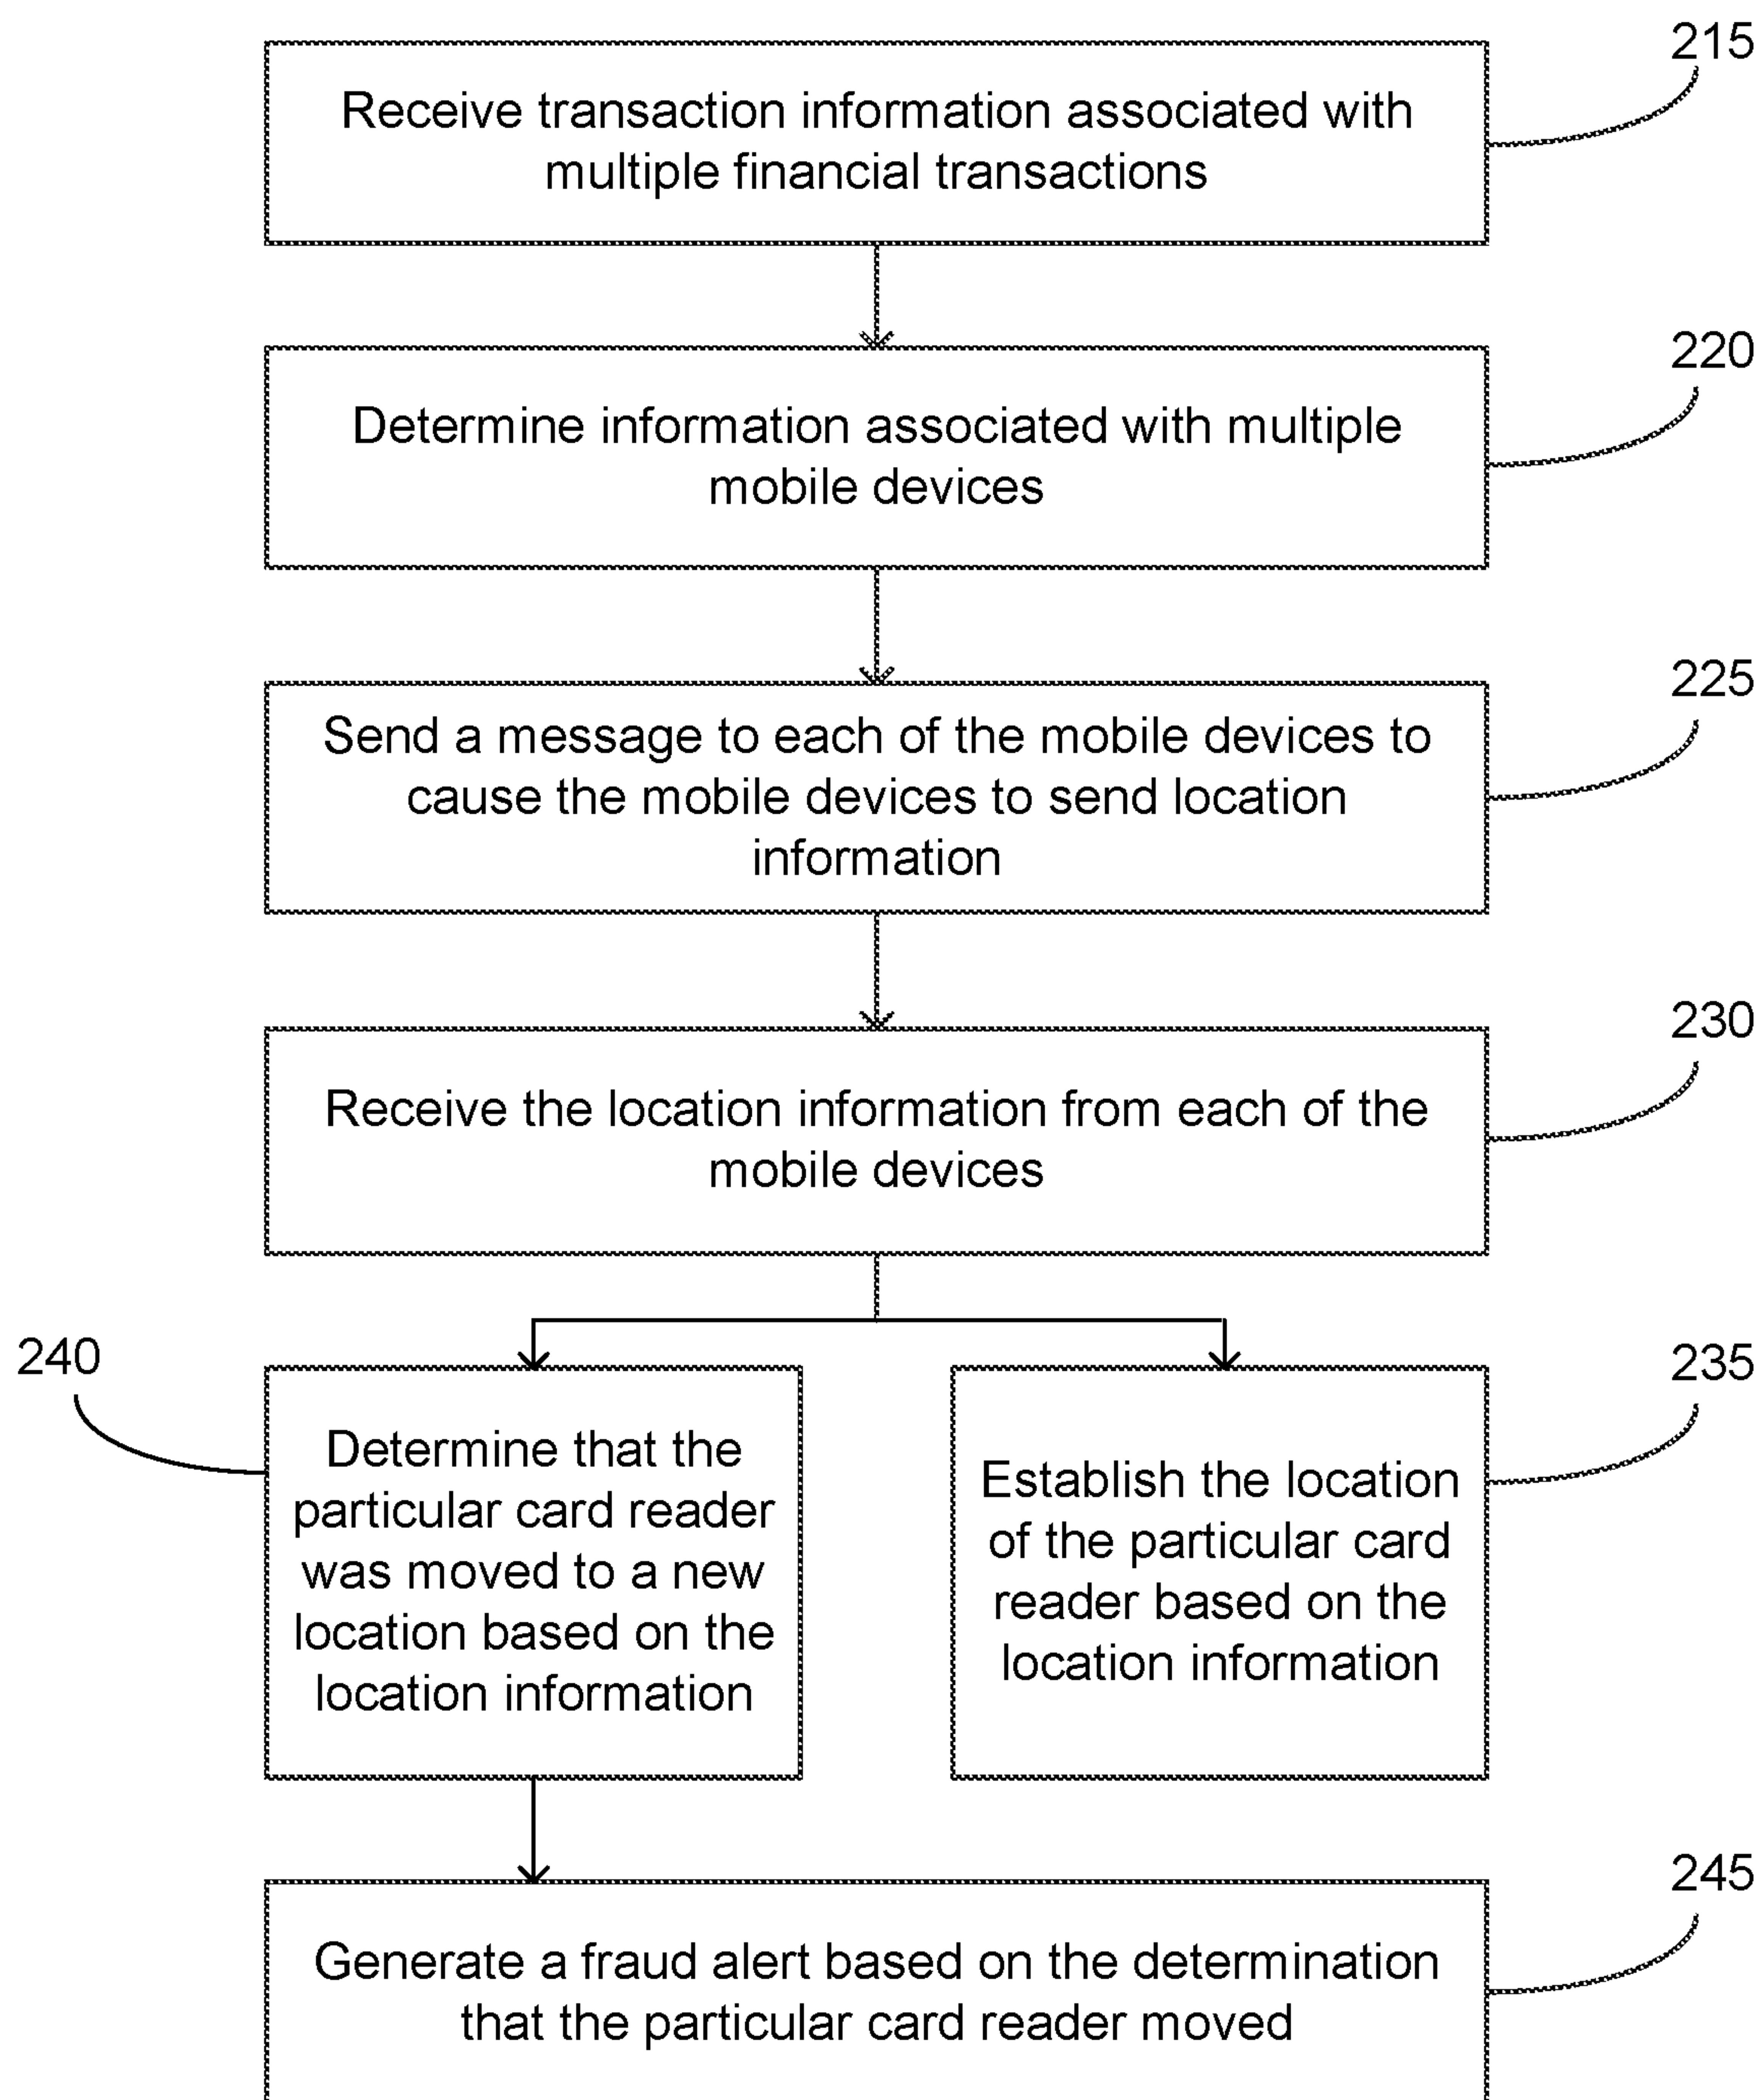 215
Receive transaction information associated with
multiple financial transactions
220
Determine information associated with multiple
mobile devices
225
Send a message to each of the mobile devices to
cause the mobile devices to send location
information
230
Receive the location information from each of the
mobile devices
240
Determine that the
particular card reader
was moved to a new
location based on the
location information
235
Establish the location
of the particular card
reader based on the
location information
245
Generate a fraud alert based on the determination
that the particular card reader moved